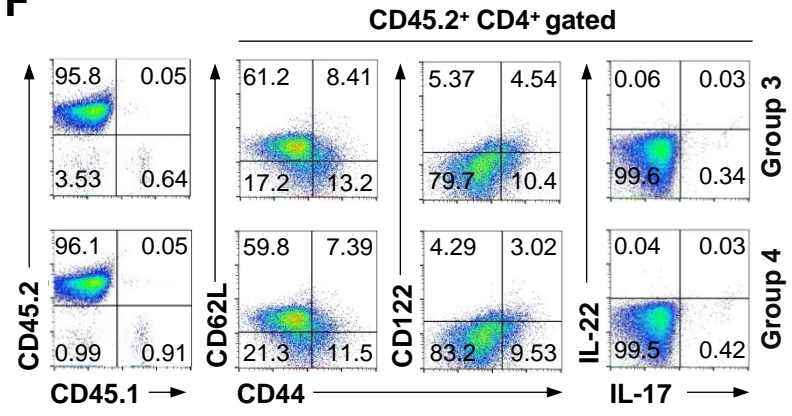 F
CD45.2⁺ CD4⁺ gated
95.8 0.05 61.2 8.41 5.37 4.54 0.06 0.03
3.53 0.64 17.2 13.2 79.7 10.4 99.6 0.34
Group 3
96.1 0.05 59.8 7.39 4.29 3.02 0.04 0.03
0.99 0.91 21.3 11.5 83.2 9.53 99.5 0.42
Group 4
CD45.2
CD62L
CD122
IL-22
CD45.1 CD44 IL-17